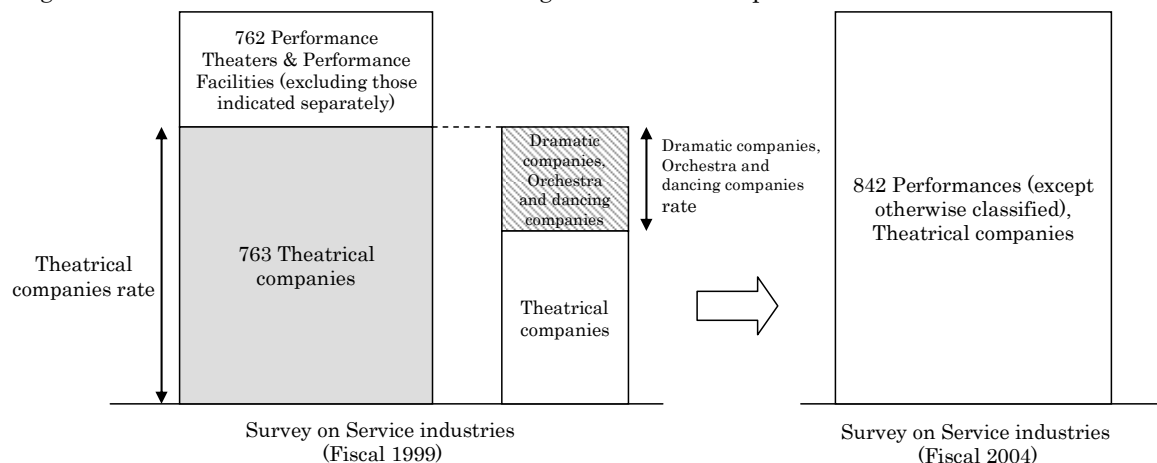 762 Performance
Theaters & Performance
Facilities (excluding those
indicated separately)
Theatrical
companies rate
763 Theatrical
companies
Dramatic
companies,
Orchestra
and dancing
companies
Theatrical
companies
Dramatic companies,
Orchestra and
dancing companies
rate
842 Performances (except
otherwise classified),
Theatrical companies
Survey on Service industries
(Fiscal 1999)
Survey on Service industries
(Fiscal 2004)